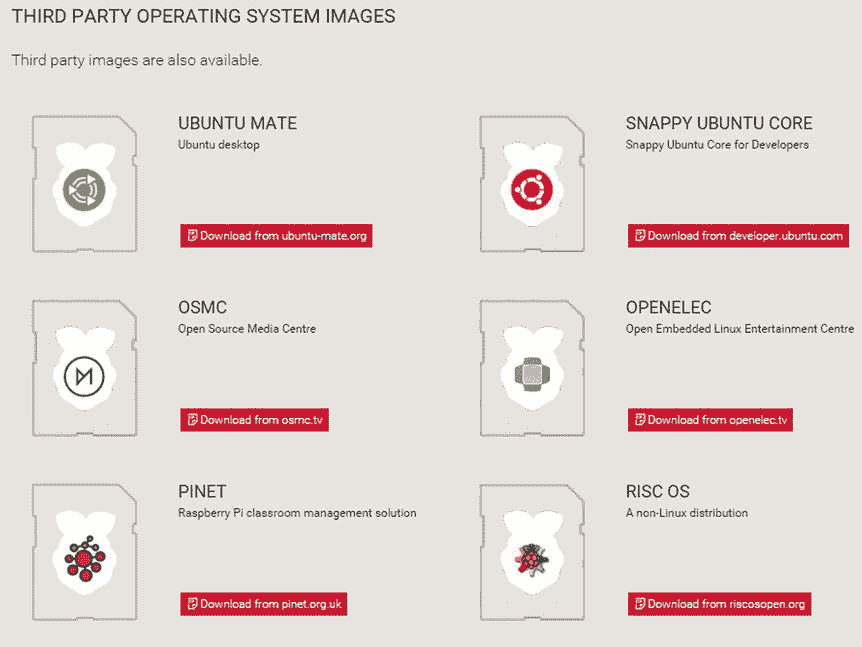 THIRD PARTY OPERATING SYSTEM IMAGES
Third party images are also available.
UBUNTU MATE
Ubuntu desktop
Download from ubuntu-mate.org
SNAPPY UBUNTU CORE
Snappy Ubuntu Core for Developers
Download from developer.ubuntu.com
OSMC
Open Source Media Centre
Download from osmc.tv
OPENELEC
Open Embedded Linux Entertainment Centre
Download from openelec.tv
PINET
Raspberry Pi classroom management solution
Download from pinet.org.uk
RISC OS
A non-Linux distribution
Download from riscosopen.org